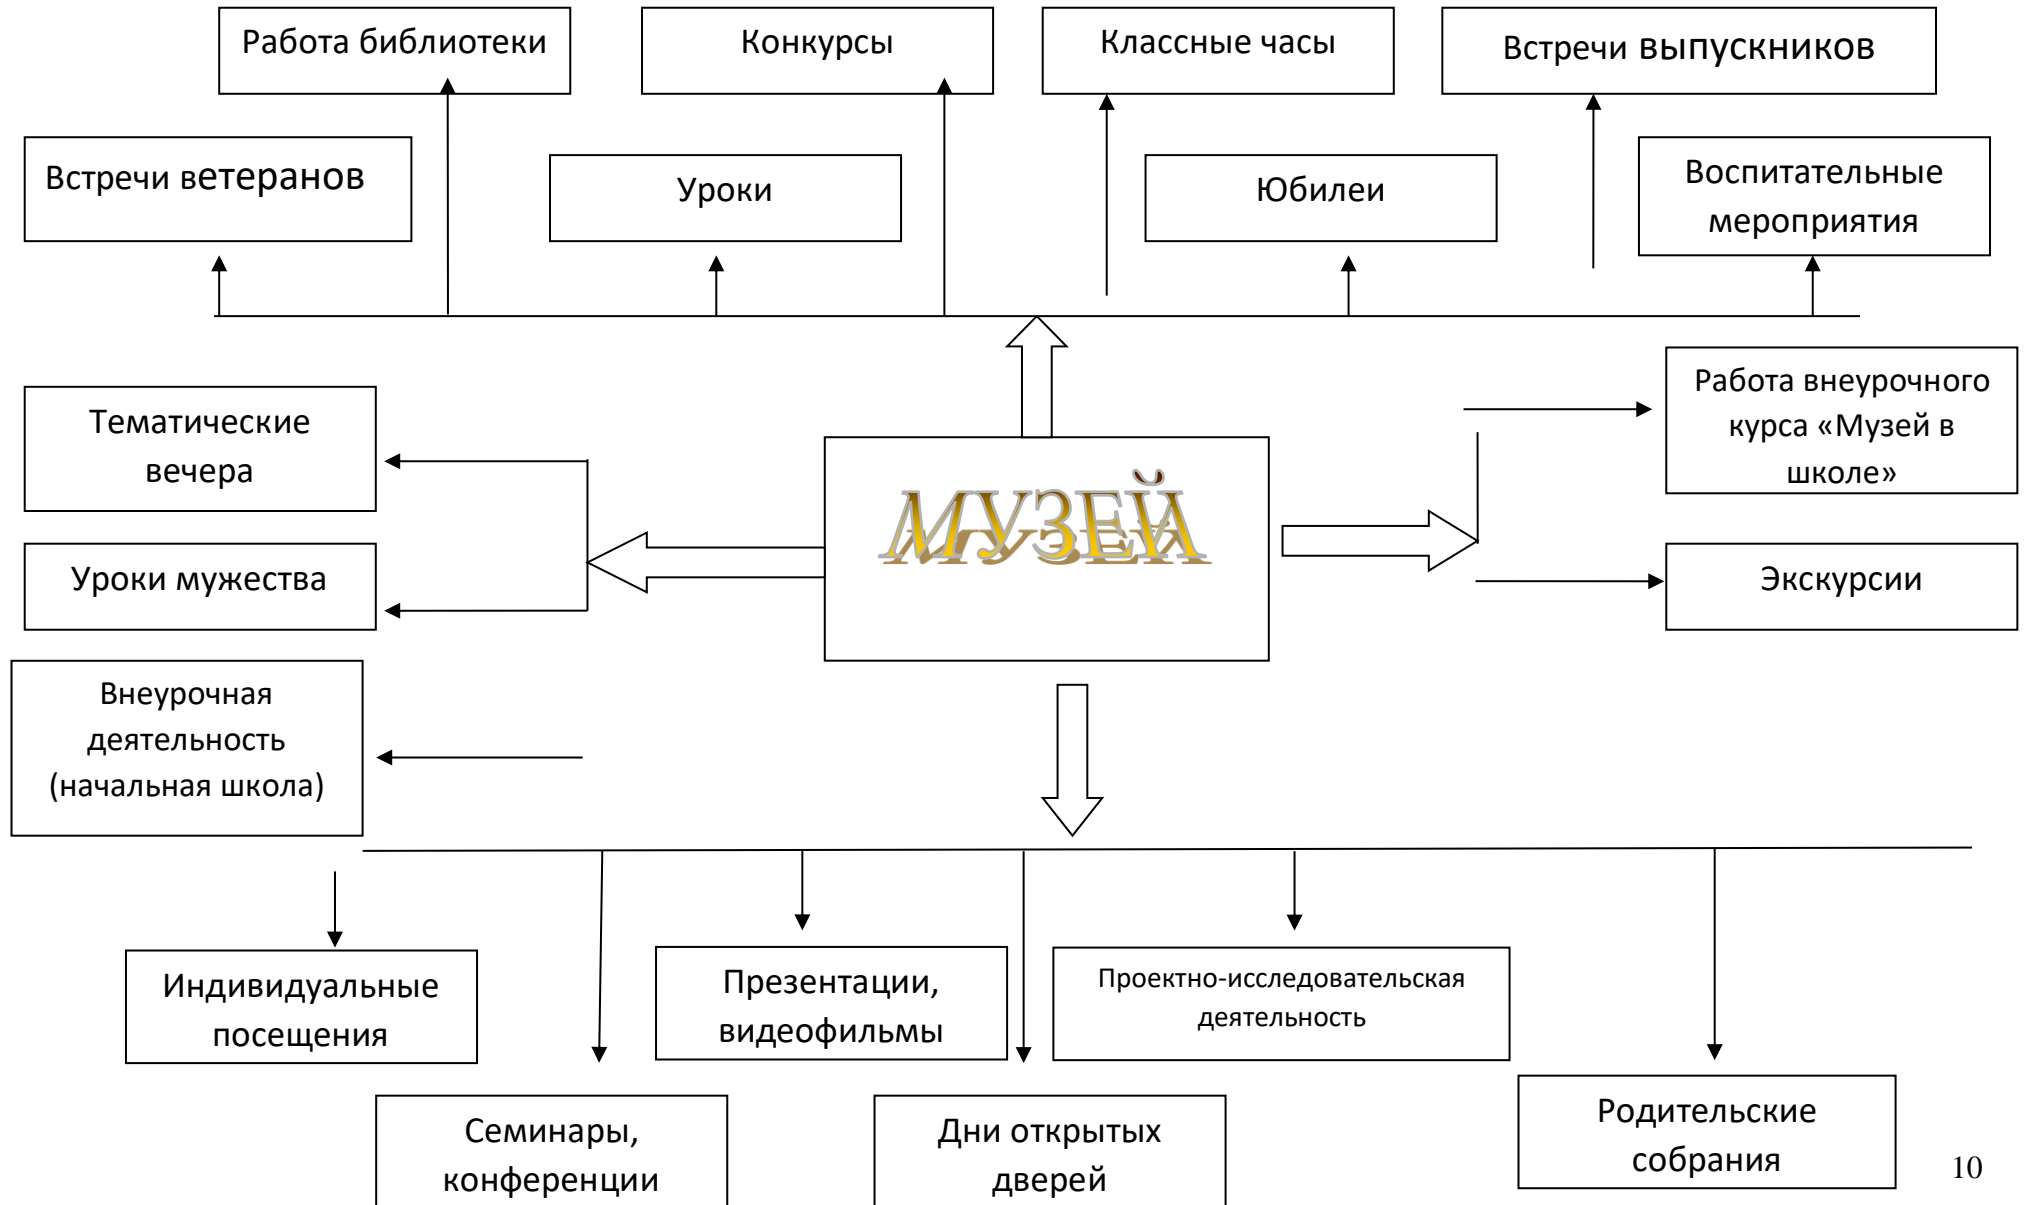 Работа библиотеки
Конкурсы
Классные часы
Встречи выпускников
Встречи ветеранов
Уроки
Юбилеи
Воспитательные
мероприятия
Тематические
вечера
МУЗЕЙ
Работа внеурочного
курса «Музей в
школе»
Уроки мужества
Экскурсии
Внеурочная
деятельность
(начальная школа)
Индивидуальные
посещения
Презентации,
видеофильмы
Проектно-исследовательская
деятельность
Семинары,
конференции
Дни открытых
дверей
Родительские
собрания
10